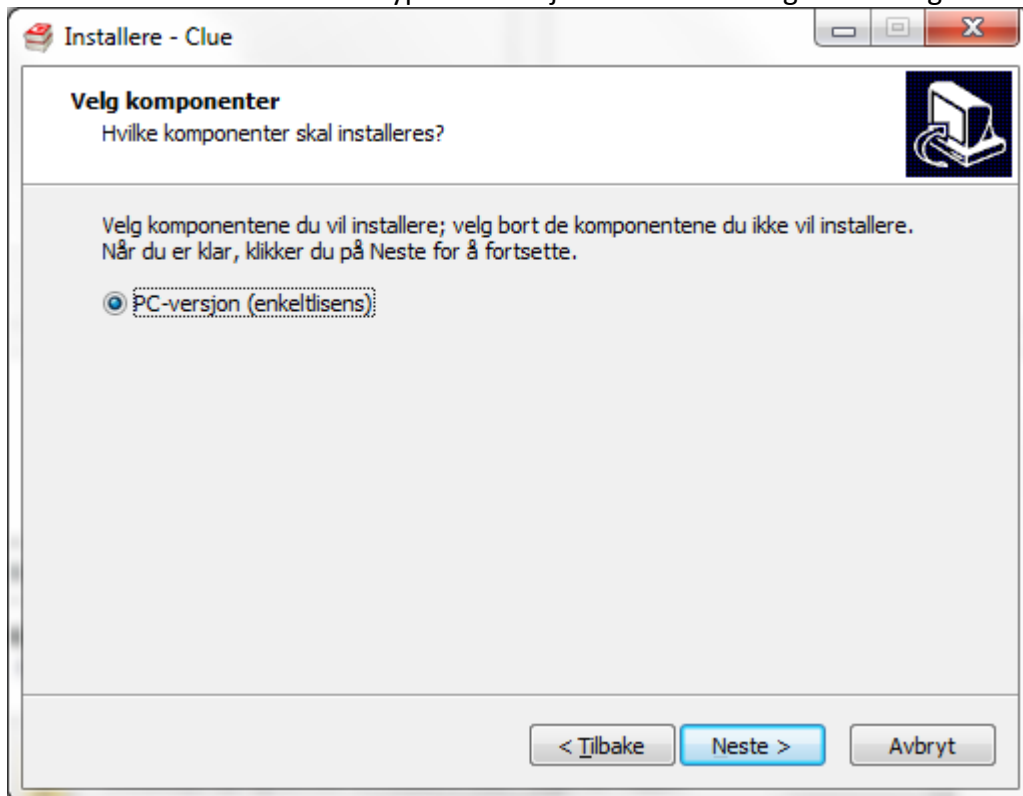 Installere - Clue
Velg komponenter
Hvilke komponenter skal installeres?
Velg komponentene du vil installere; velg bort de komponentene du ikke vil installere.
Når du er klar, klikker du på Neste for å fortsette.
PC-versjon (enkeltlisens)
< Tilbake Neste > Avbryt